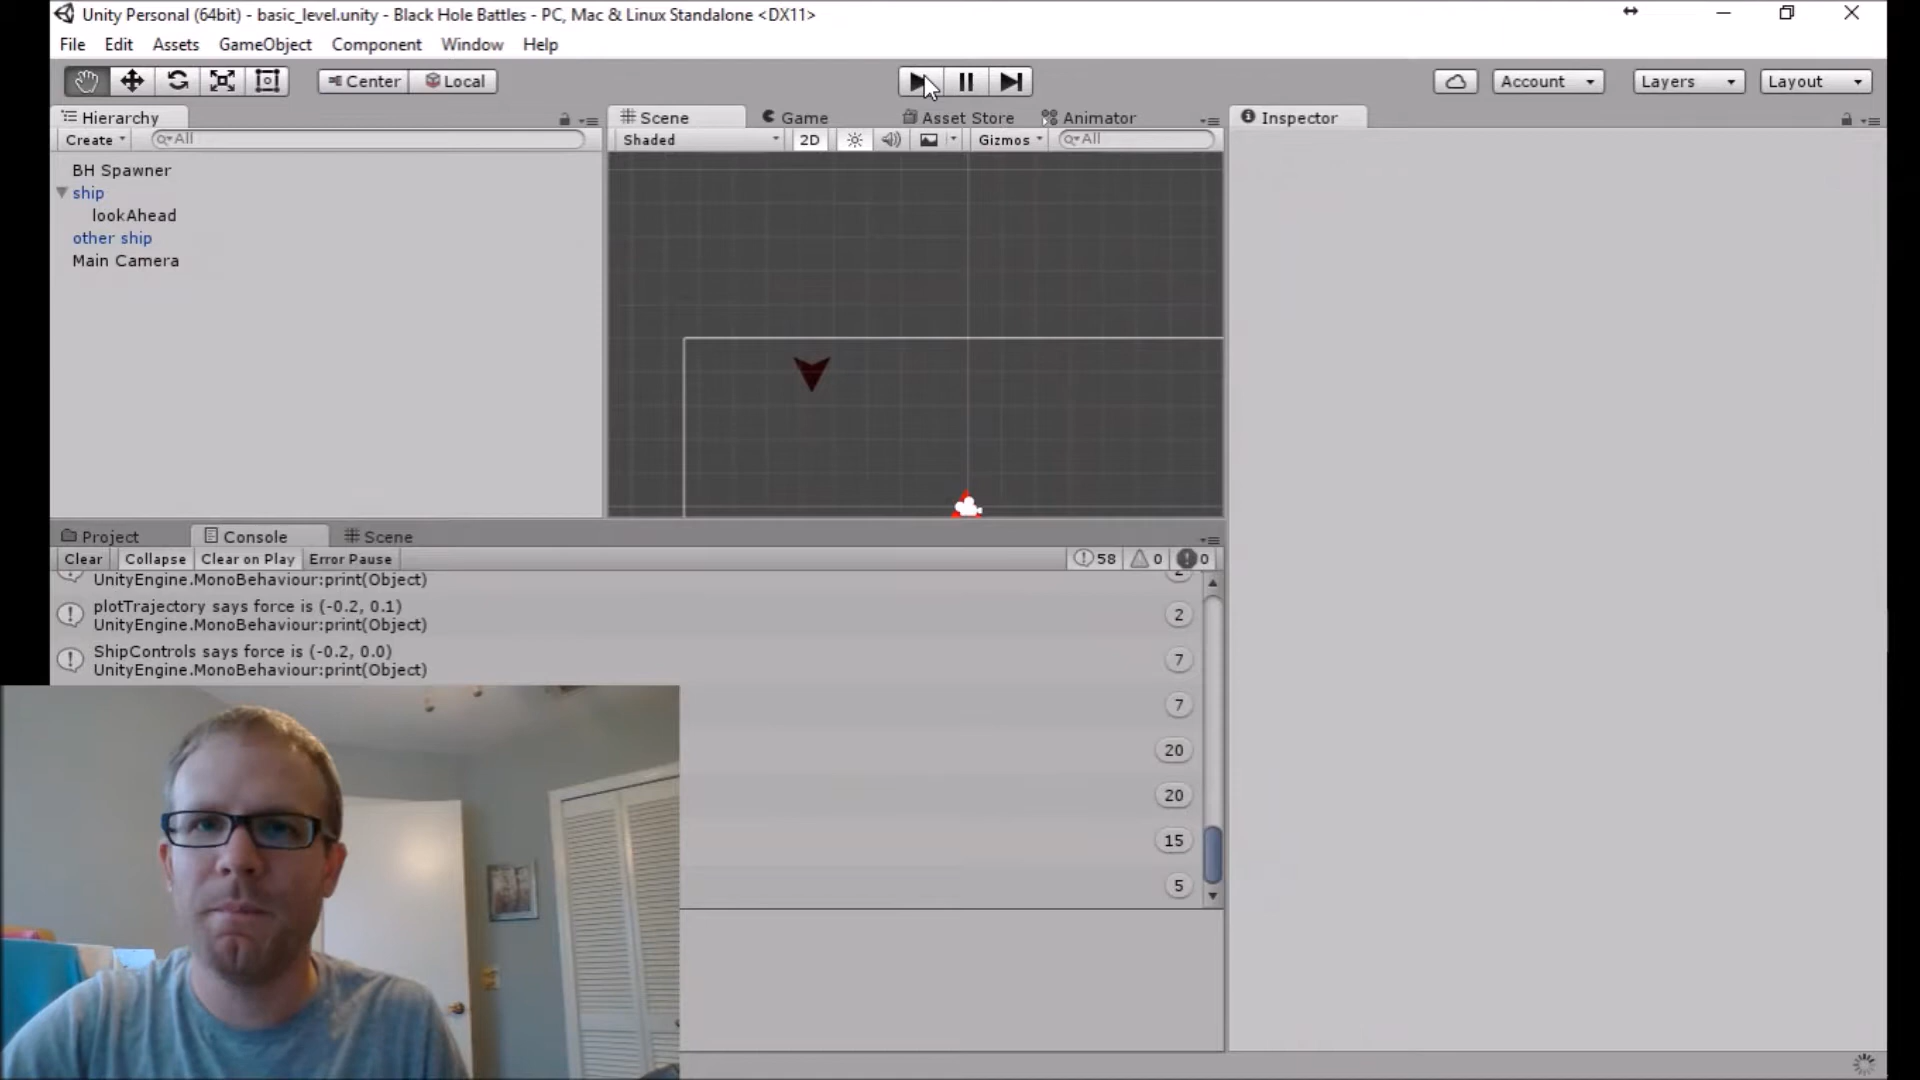 Unity Personal (64bit) - basic_level.unity - Black Hole Battles - PC, Mac & Linux Standalone <DX11>
File Edit Assets GameObject Component Window Help
Center Local Account Layers Layout
Hierarchy Scene Game Asset Store Animator Inspector
Create All Shaded 2D Gizmos All
BH Spawner
ship
lookAhead
other ship
Main Camera
Project Console Scene
Clear Collapse Clear on Play Error Pause 58 0 0
UnityEngine.MonoBehaviour:print(Object)
plotTrajectory says force is (-0.2, 0.1)
UnityEngine.MonoBehaviour:print(Object) 2
ShipControls says force is (-0.2, 0.0)
UnityEngine.MonoBehaviour:print(Object) 7
7
20
20
15
5